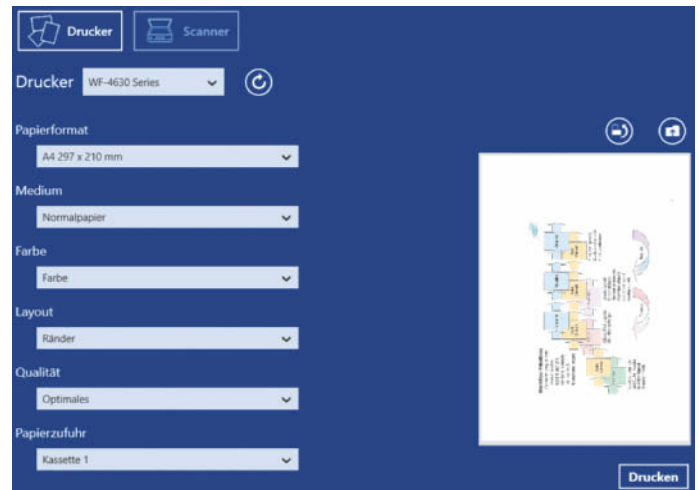 Drucker
Scanner
Drucker WF-4630 Series
Papierformat
A4 297 x 210 mm
Medium
Normalpapier
Farbe
Farbe
Layout
Ränder
Qualität
Optimales
Papierzufuhr
Kassette 1
Drucken